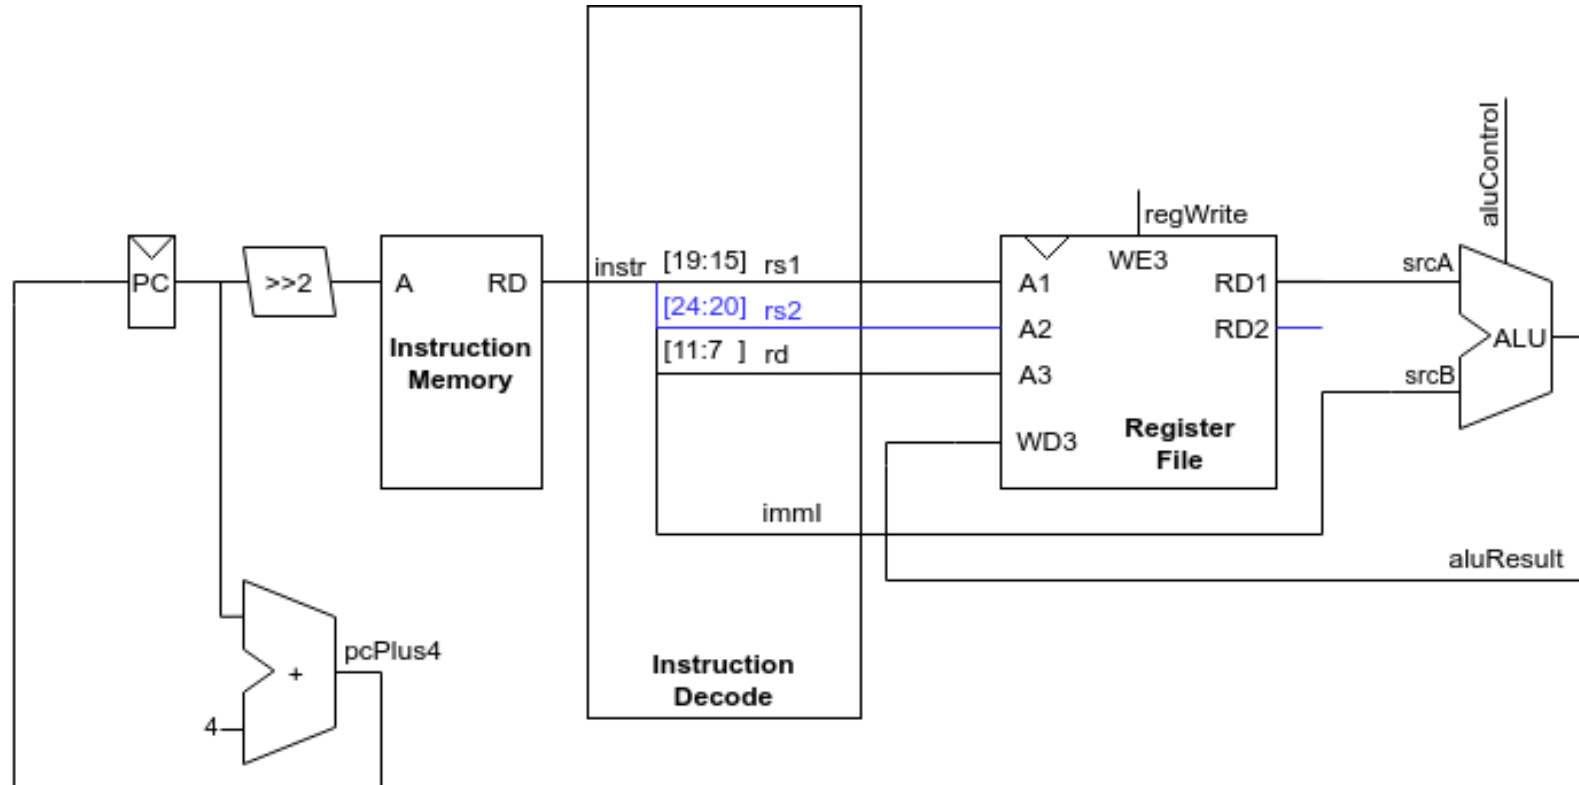 aluControl
regWrite
PC
>>2
A
RD
Instruction
Memory
instr
[19:15] rs1
[24:20] rs2
[11:7 ] rd
immI
Instruction
Decode
A1
A2
A3
WD3
WE3
RD1
RD2
Register
File
srcA
srcB
ALU
aluResult
pcPlus4
+
4